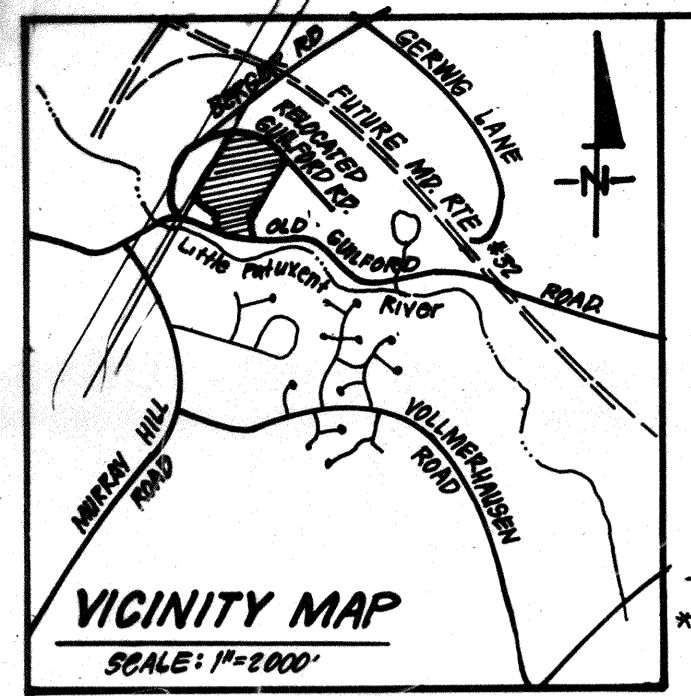 BERGER RD
GERWIG LANE
FUTURE MD. RTE #32
RELOCATED
GUILFORD RD.
N
OLD GUILFORD ROAD
Little Patuxent River
MURRAY HILL
ROAD
VOLLMERHAUSEN
ROAD
VICINITY MAP
SCALE: 1"=2000'
*